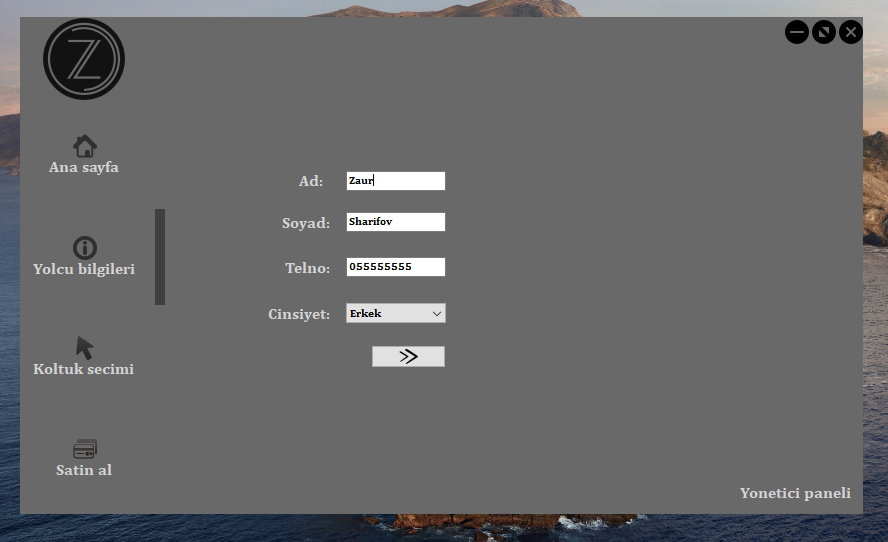 Z
Ana sayfa
Yolcu bilgileri
Koltuk secimi
Satin al
Ad: Zaur
Soyad: Sharifov
Telno: 055555555
Cinsiyet: Erkek
Yonetici paneli